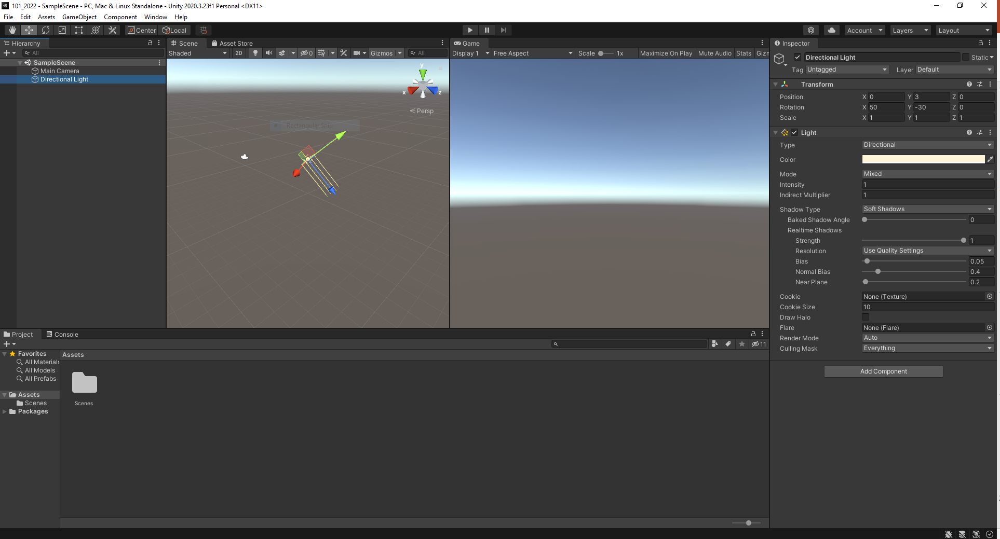 101_2022 - SampleScene - PC, Mac & Linux Standalone - Unity 2020.3.23f1 Personal <DX11>
File Edit Assets GameObject Component Window Help
Center Local Account Layers Layout
Hierarchy
All
SampleScene
Main Camera
Directional Light
Scene Asset Store
Shaded 2D 0 Gizmos All
y
x z
Persp
Rectangular Snip
Game
Display 1 Free Aspect Scale 1x Maximize On Play Mute Audio Stats Gizn
Inspector
Directional Light Static
Tag Untagged Layer Default
Transform
Position X 0 Y 3 Z 0
Rotation X 50 Y -30 Z 0
Scale X 1 Y 1 Z 1
Light
Type Directional
Color
Mode Mixed
Intensity 1
Indirect Multiplier 1
Shadow Type Soft Shadows
Baked Shadow Angle 0
Realtime Shadows
Strength 1
Resolution Use Quality Settings
Bias 0.05
Normal Bias 0.4
Near Plane 0.2
Cookie None (Texture)
Cookie Size 10
Draw Halo
Flare None (Flare)
Render Mode Auto
Culling Mask Everything
Add Component
Project Console
11
Favorites
All Materials
All Models
All Prefabs
Assets
Scenes
Packages
Assets
Scenes